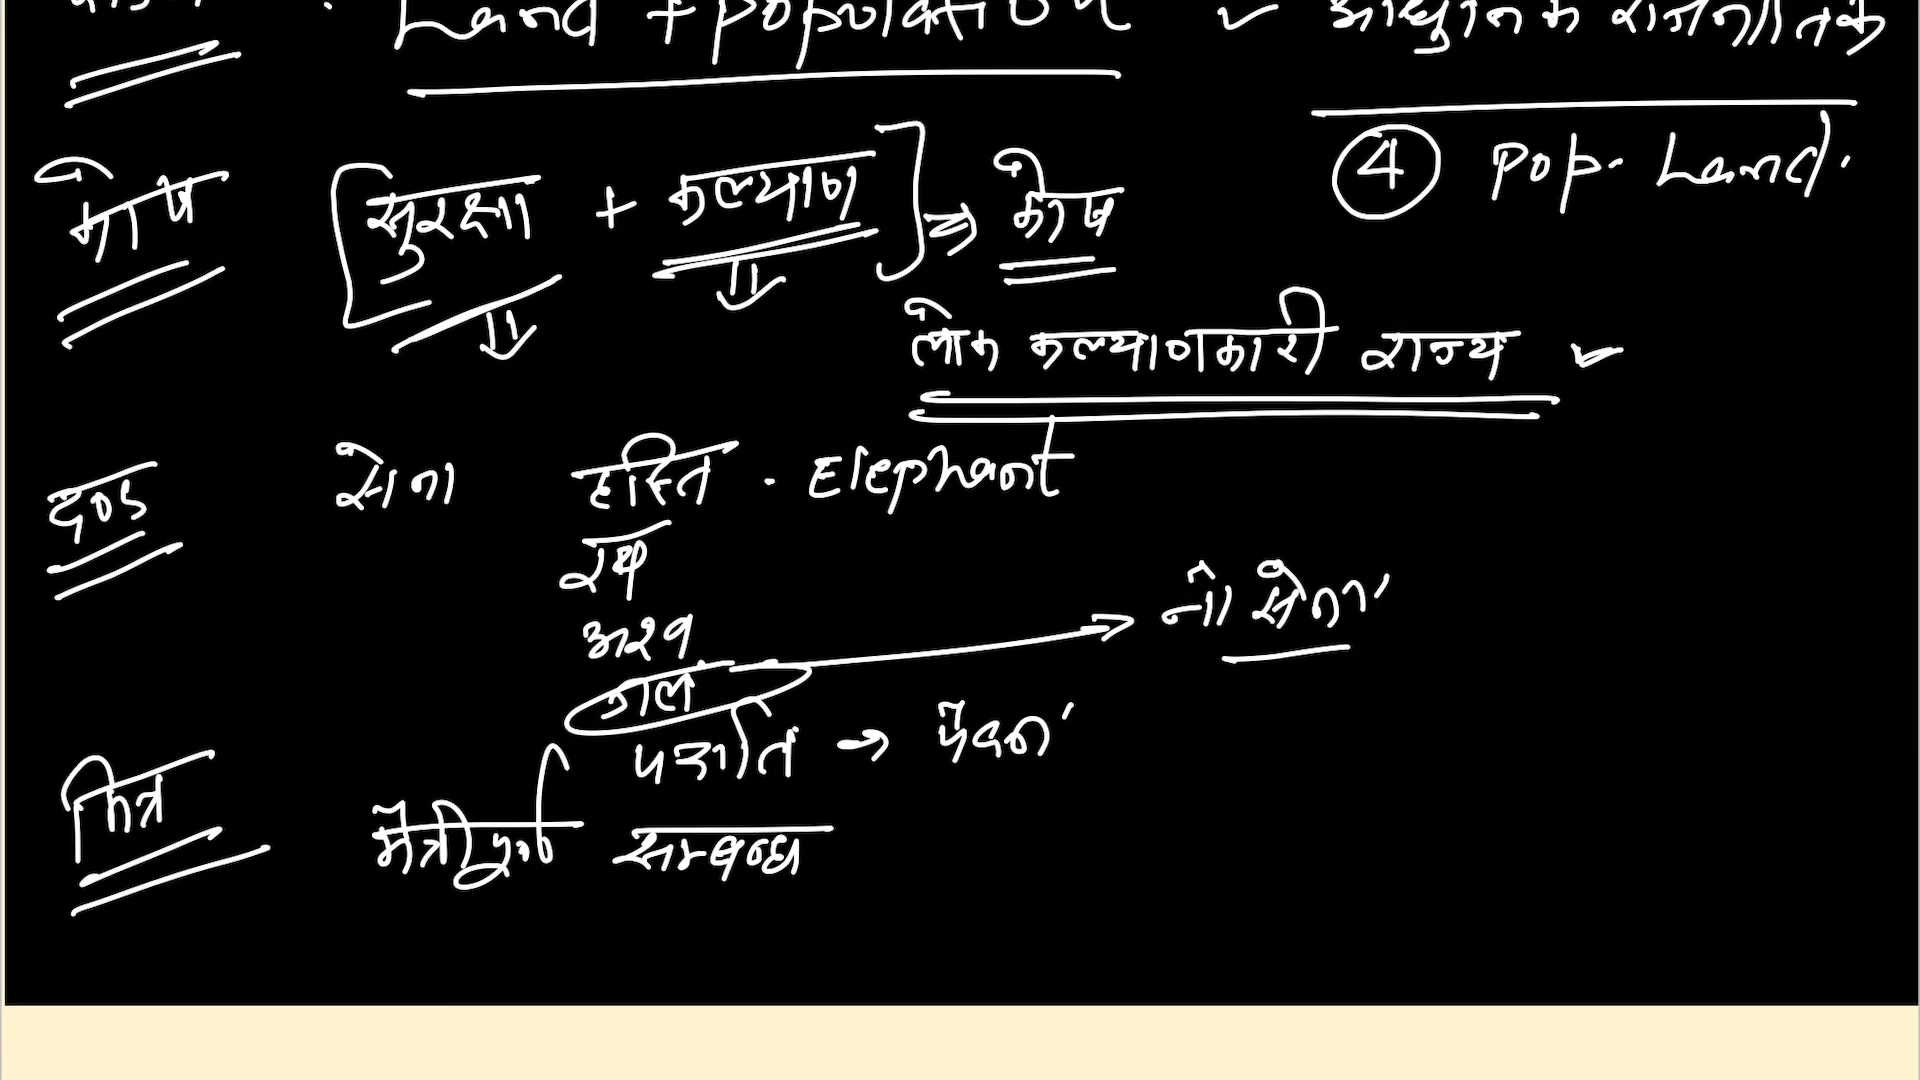 Land + Population ✓ आधुनिक राजनीतिक
④ Pop. Land.
कोष [सुरक्षा + कल्याण] ⇒ कोष
लोक कल्याणकारी राज्य ✓
दण्ड सेना हस्ति . Elephant
रथ
अश्व
जल → नौ सेना
पदाति → पैदल
मित्र मैत्रीपूर्ण सम्बन्ध